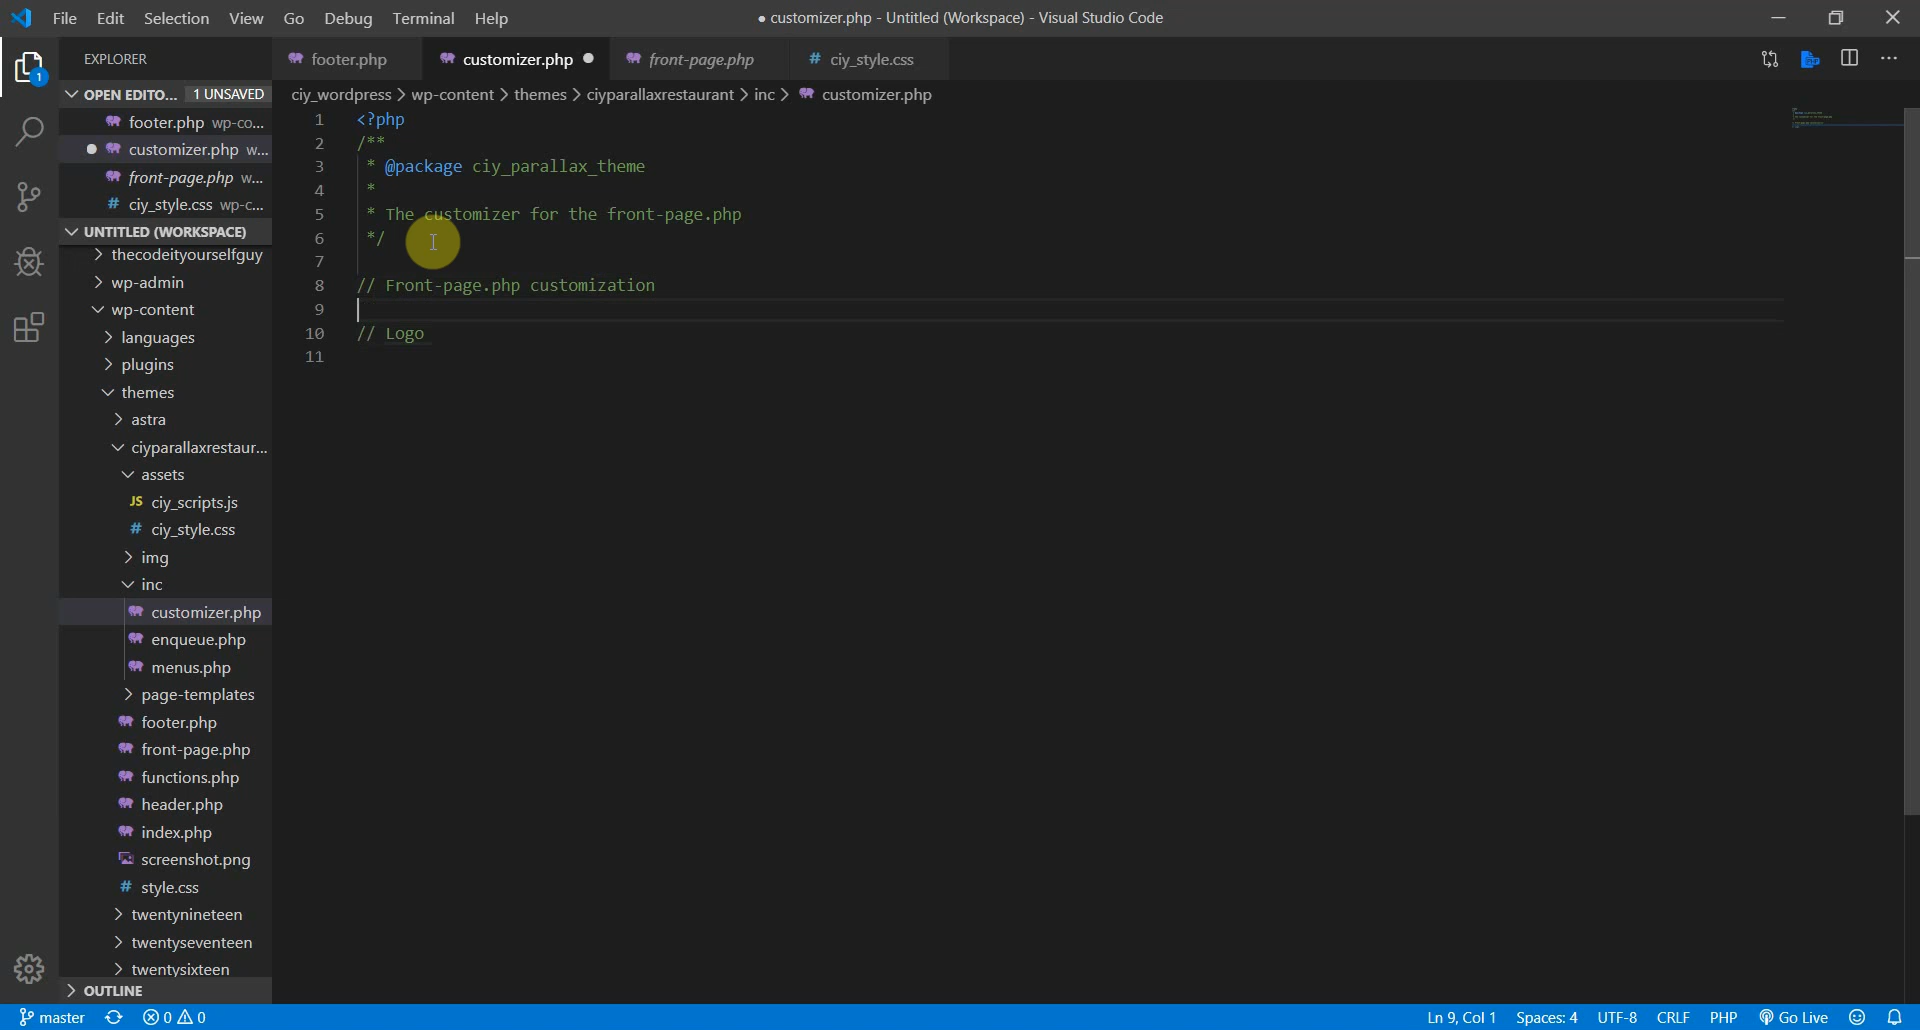 File Edit Selection View Go Debug Terminal Help
● customizer.php - Untitled (Workspace) - Visual Studio Code
EXPLORER
footer.php customizer.php front-page.php # ciy_style.css
1
OPEN EDITO... 1 UNSAVED
footer.php wp-co...
customizer.php w...
front-page.php w...
# ciy_style.css wp-c...
UNTITLED (WORKSPACE)
thecodeityourselfguy
wp-admin
wp-content
languages
plugins
themes
astra
ciyparallaxrestaur...
assets
JS ciy_scripts.js
# ciy_style.css
img
inc
customizer.php
enqueue.php
menus.php
page-templates
footer.php
front-page.php
functions.php
header.php
index.php
screenshot.png
# style.css
twentynineteen
twentyseventeen
twentysixteen
OUTLINE
ciy_wordpress > wp-content > themes > ciyparallaxrestaurant > inc > customizer.php
1 <?php
2 /**
3 * @package ciy_parallax_theme
4 *
5 * The customizer for the front-page.php
6 */
7
8 // Front-page.php customization
9
10 // Logo
11
master 0 0 Ln 9, Col 1 Spaces: 4 UTF-8 CRLF PHP Go Live